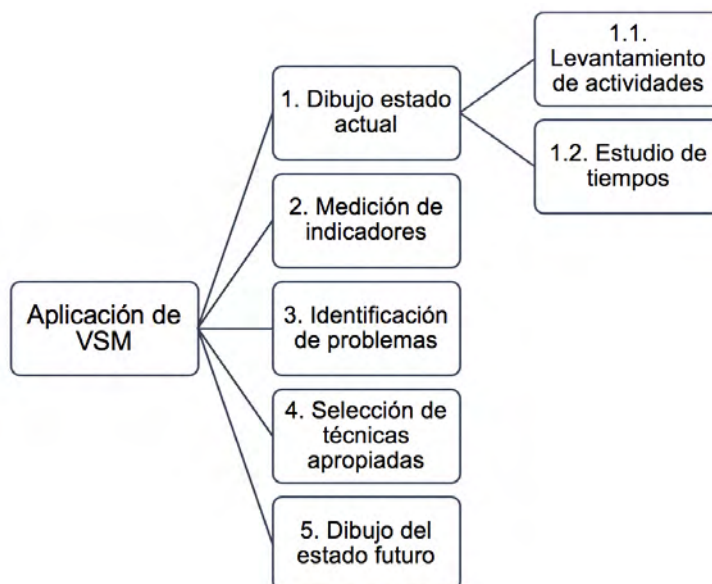 Aplicación de
VSM
1. Dibujo estado
actual
1.1.
Levantamiento
de actividades
1.2. Estudio de
tiempos
2. Medición de
indicadores
3. Identificación
de problemas
4. Selección de
técnicas
apropiadas
5. Dibujo del
estado futuro